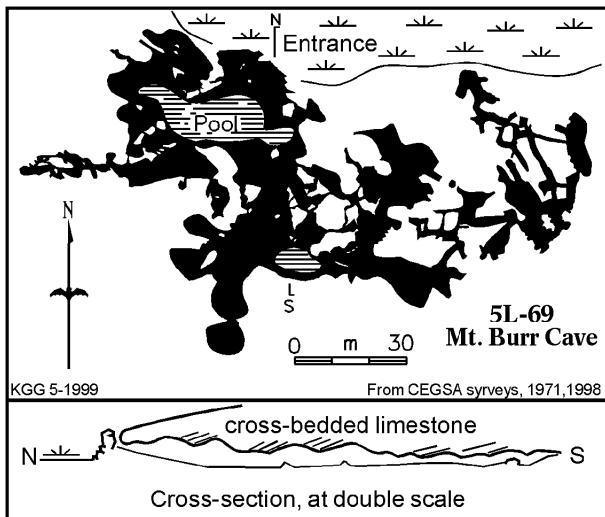 N
Entrance
Pool
N
L
S
5L-69
Mt. Burr Cave
0 m 30
KGG 5-1999
From CEGSA syrveys, 1971,1998
cross-bedded limestone
N
S
Cross-section, at double scale